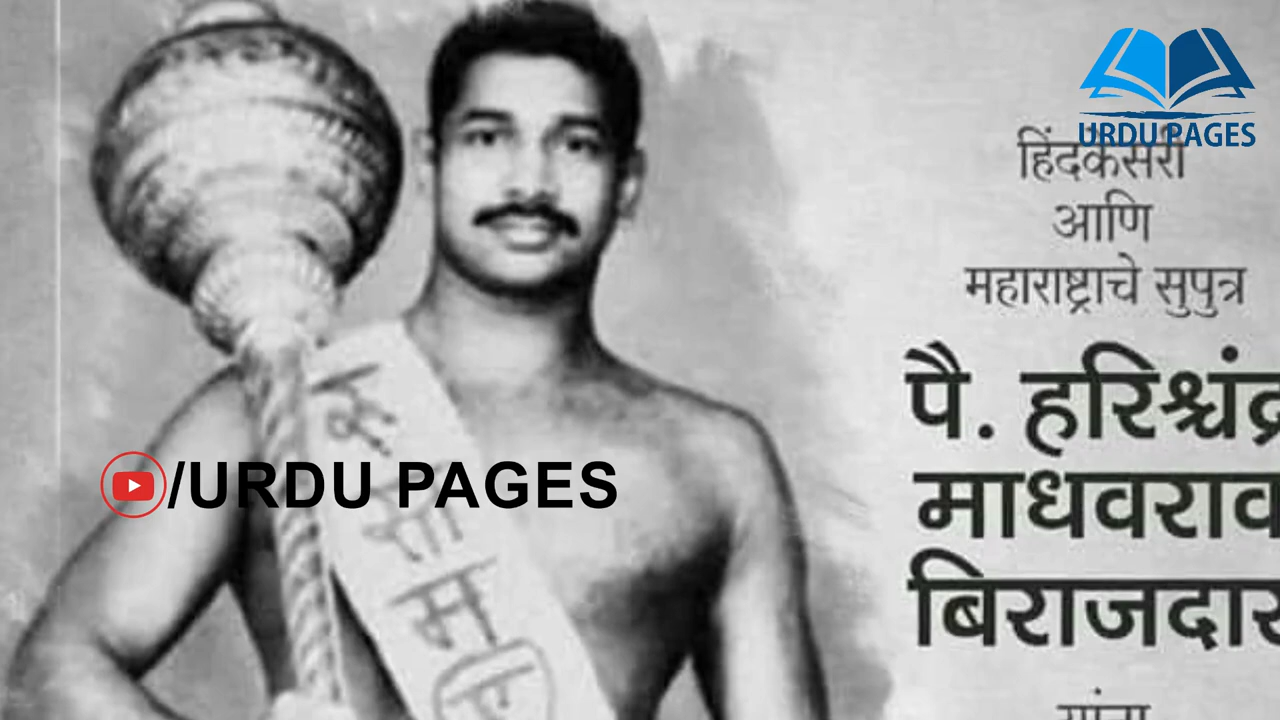 URDU PAGES
हिंदकेसरी
आणि
महाराष्ट्राचे सुपुत्र
पै. हरिश्चंद्र
माधवराव
बिराजदार
/URDU PAGES